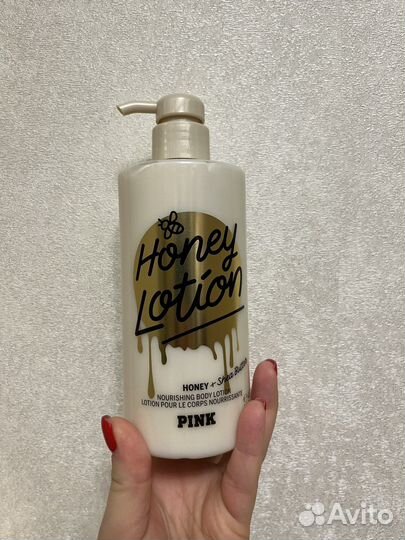 Honey
Lotion
HONEY + Shea Butter
NOURISHING BODY LOTION
LOTION POUR LE CORPS NOURRISSANTE
PINK
Avito